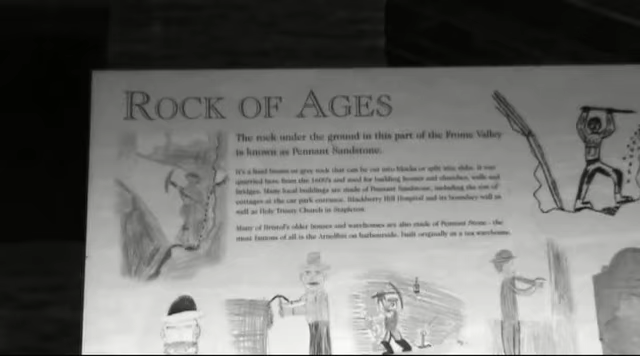 ROCK OF AGES
The rock under the ground in this part of the Frome Valley
is known as Pennant Sandstone.
It's a hard brown or grey rock that can be cut into blocks or split into slabs. It was
quarried here from the 1600's and used for building houses and churches, walls and
bridges. Many local buildings are made of Pennant Sandstone, including the row of
cottages at the car park entrance, Blackberry Hill Hospital and its boundary wall as
well as Holy Trinity Church in Stapleton.
Many of Bristol's older houses and warehouses are also made of Pennant Stone - the
most famous of all is the Arnolfini on harbourside, built originally as a tea warehouse.